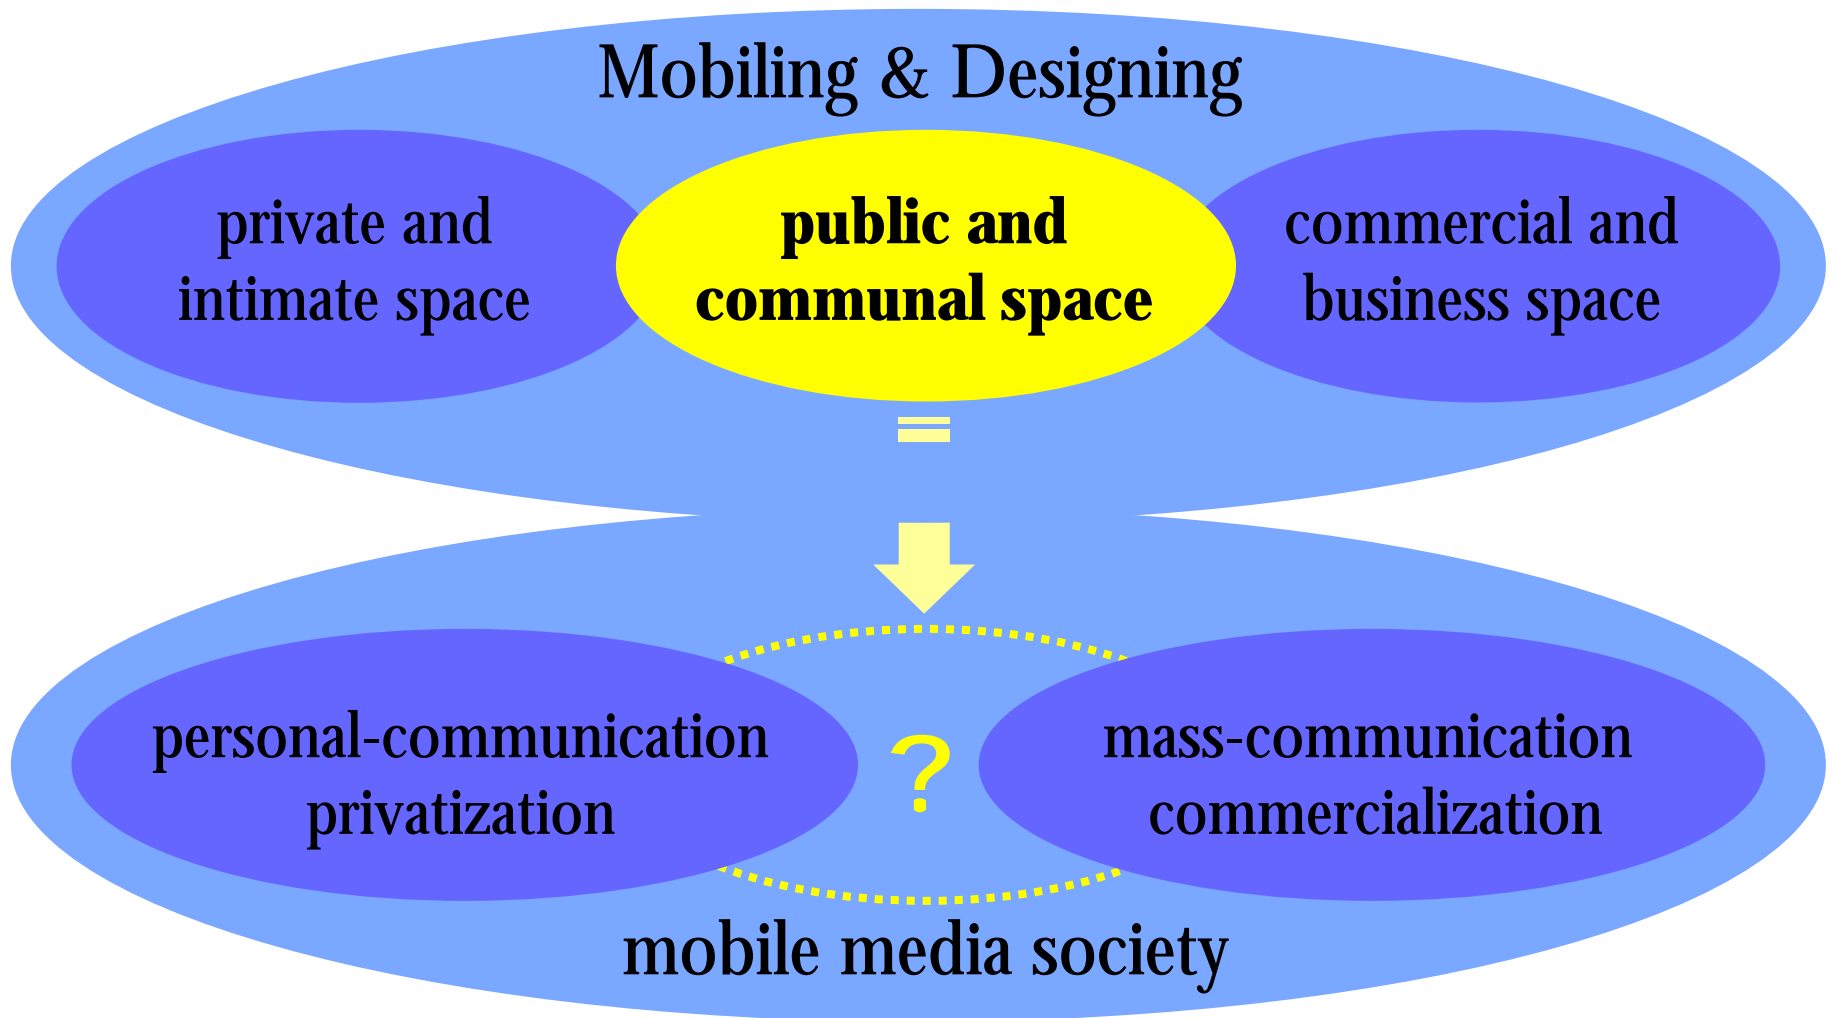 Mobiling & Designing
private and
intimate space
public and
communal space
commercial and
business space
?
personal-communication
privatization
mass-communication
commercialization
mobile media society